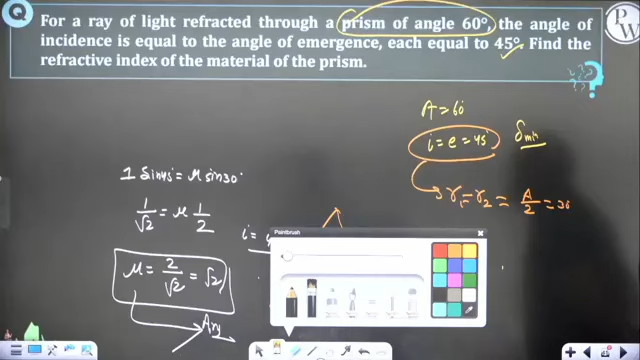 Q For a ray of light refracted through a prism of angle 60°, the angle of
incidence is equal to the angle of emergence, each equal to 45°. Find the
refractive index of the material of the prism.
A = 60°
i = e = 45° δmin
r₁ = r₂ = A/2 = 30
1 sin45° = μ sin30°
1/√2 = μ 1/2
i =
μ = 2/√2 = √2
Ans
Paintbrush